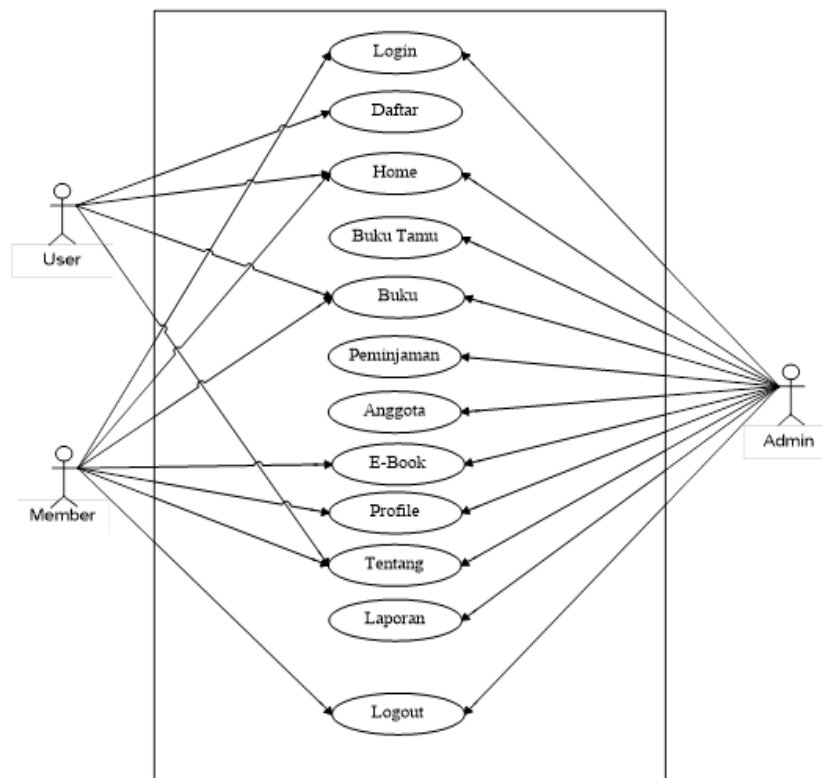 Login
Daftar
Home
Buku Tamu
User
Buku
Peminjaman
Anggota
Admin
E-Book
Member
Profile
Tentang
Laporan
Logout